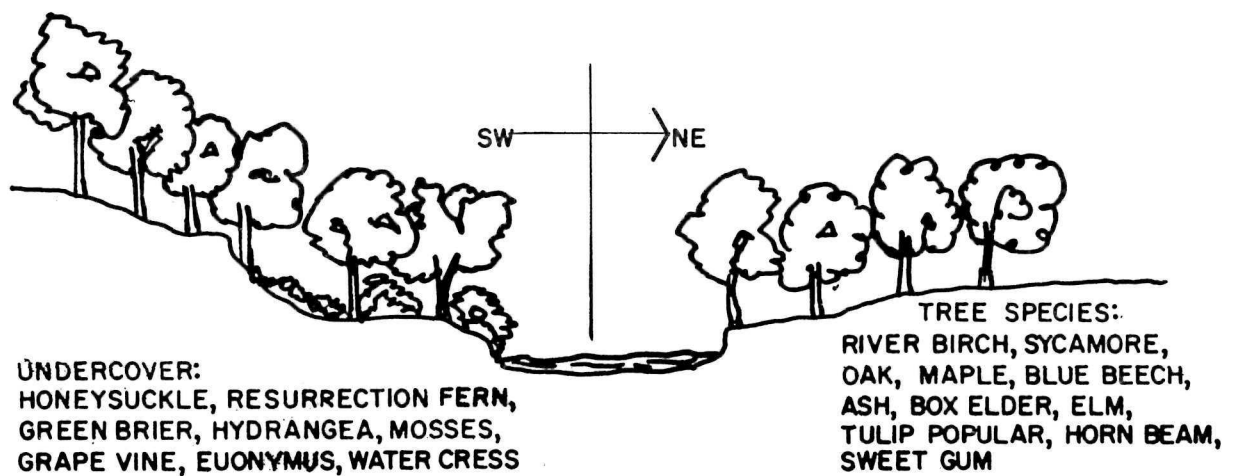 SW NE
UNDERCOVER:
HONEYSUCKLE, RESURRECTION FERN,
GREEN BRIER, HYDRANGEA, MOSSES,
GRAPE VINE, EUONYMUS, WATER CRESS
TREE SPECIES:
RIVER BIRCH, SYCAMORE,
OAK, MAPLE, BLUE BEECH,
ASH, BOX ELDER, ELM,
TULIP POPULAR, HORN BEAM,
SWEET GUM